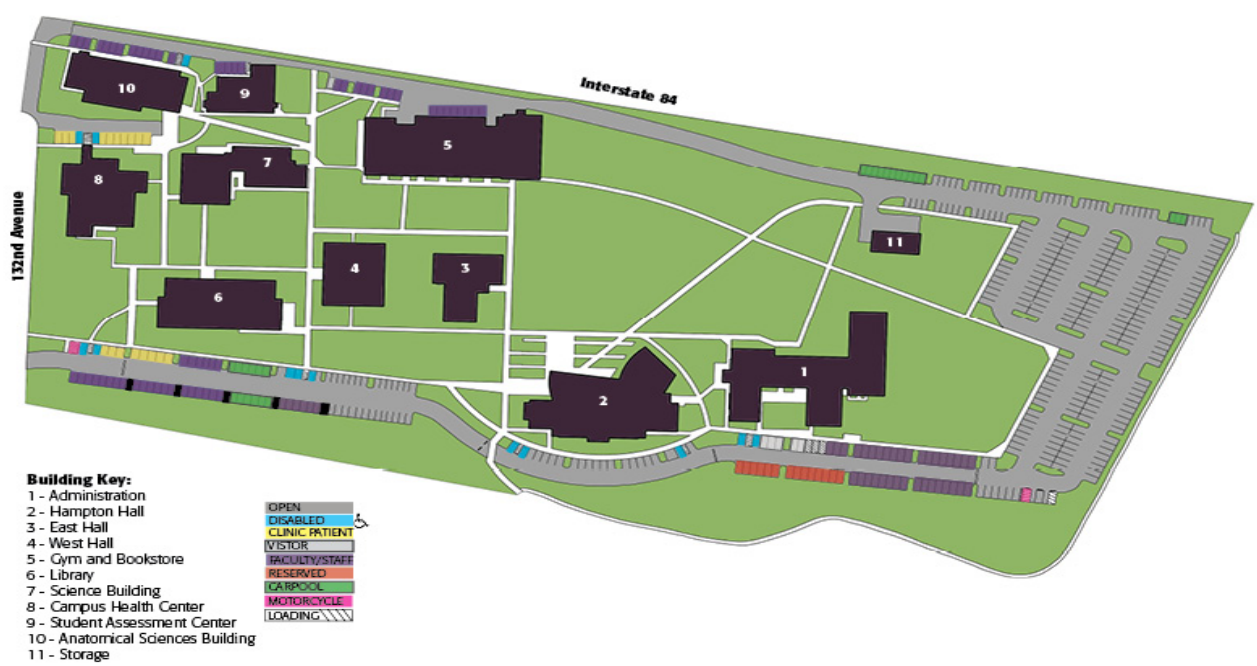 Interstate 84
10
9
5
7
8
132nd Avenue
11
4
3
6
1
2
Building Key:
1 - Administration
2 - Hampton Hall
3 - East Hall
4 - West Hall
5 - Gym and Bookstore
6 - Library
7 - Science Building
8 - Campus Health Center
9 - Student Assessment Center
10 - Anatomical Sciences Building
11 - Storage
OPEN
DISABLED
CLINIC PATIENT
VISTOR
FACULTY/STAFF
RESERVED
CARPOOL
MOTORCYCLE
LOADING